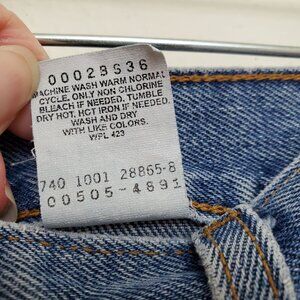 00029S36
MACHINE WASH WARM NORMAL
CYCLE. ONLY NON CHLORINE
BLEACH IF NEEDED. TUMBLE
DRY HOT. HOT IRON IF NEEDED.
WASH AND DRY
WITH LIKE COLORS.
WPL 423
740 1001 28865-8
00505-4891